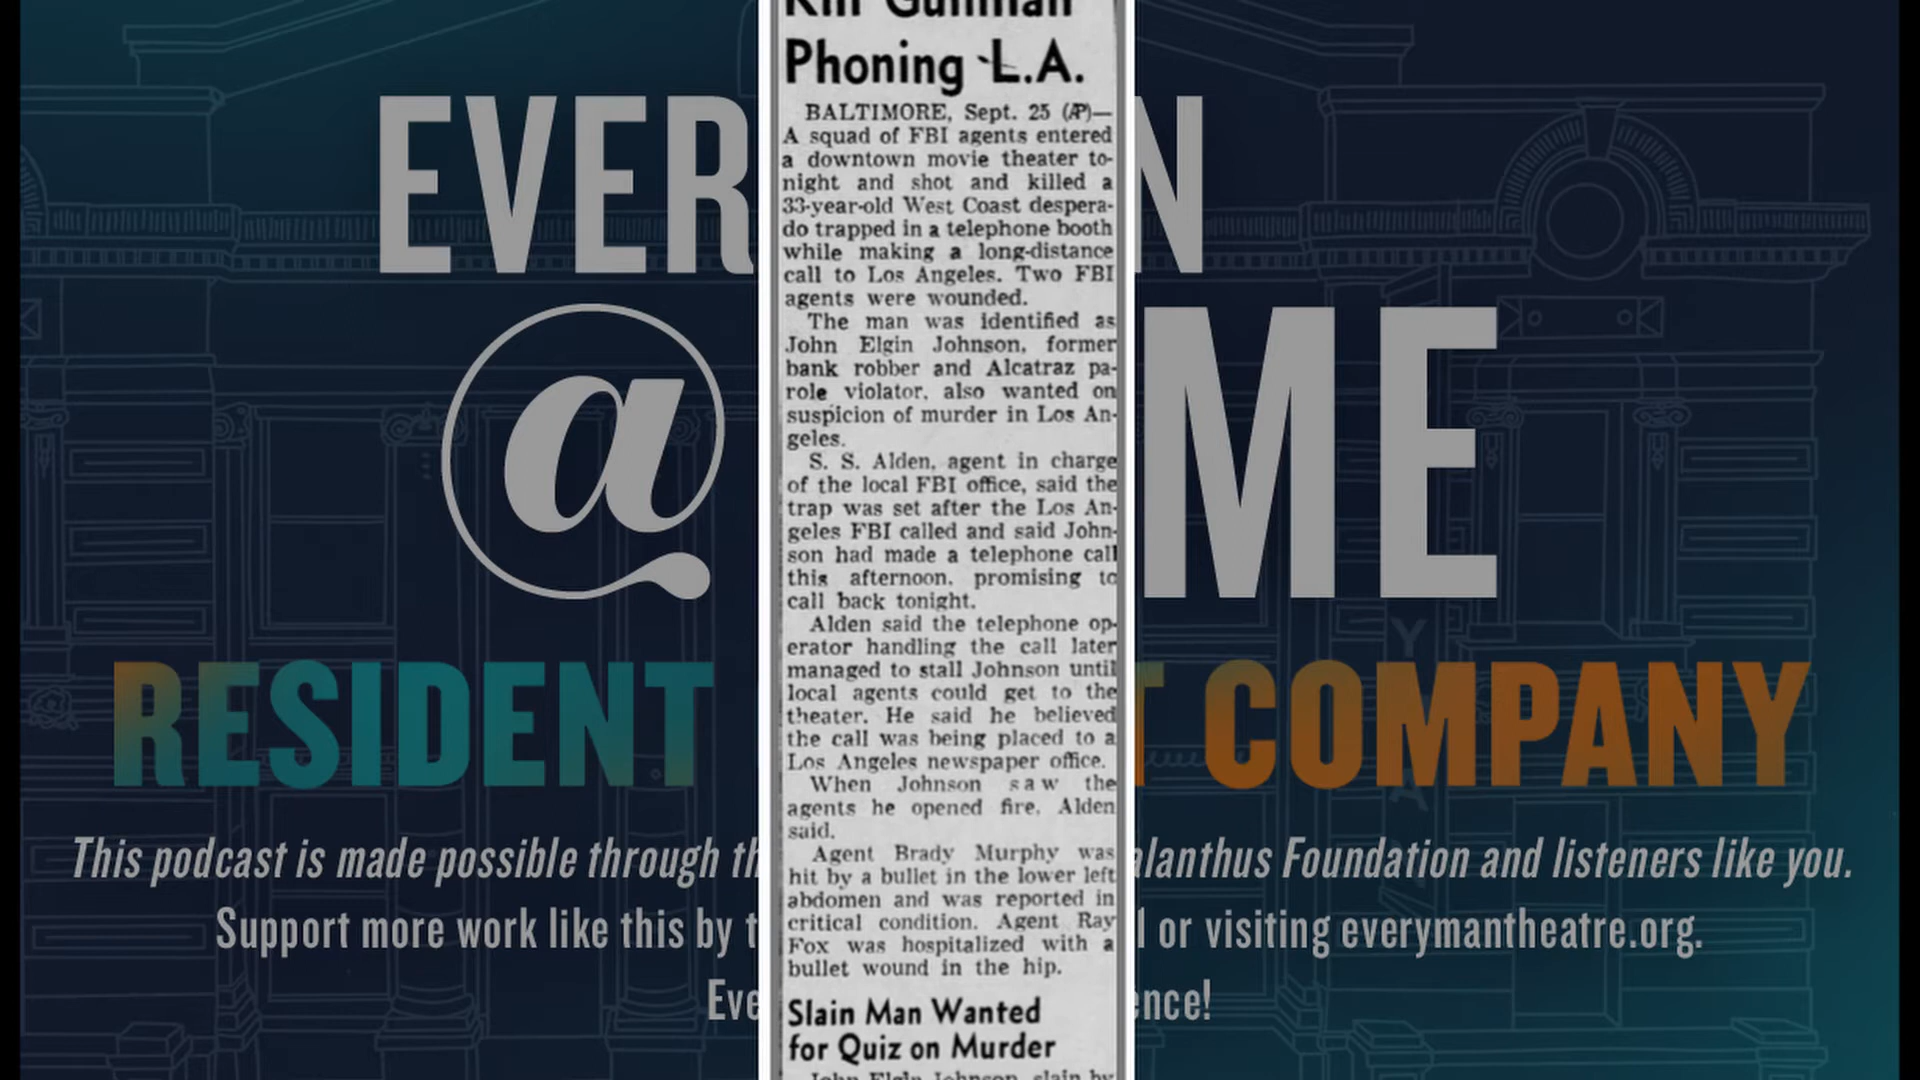 Phoning L.A.
BALTIMORE, Sept. 25 (AP)—
A squad of FBI agents entered
a downtown movie theater to-
night and shot and killed a
33-year-old West Coast despera-
do trapped in a telephone booth
while making a long-distance
call to Los Angeles. Two FBI
agents were wounded.
The man was identified as
John Elgin Johnson, former
bank robber and Alcatraz pa-
role violator, also wanted on
suspicion of murder in Los An-
geles.
S. S. Alden, agent in charge
of the local FBI office, said the
trap was set after the Los An-
geles FBI called and said John-
son had made a telephone call
this afternoon, promising to
call back tonight.
Alden said the telephone op-
erator handling the call later
managed to stall Johnson until
local agents could get to the
theater. He said he believed
the call was being placed to a
Los Angeles newspaper office.
When Johnson saw the
agents he opened fire, Alden
said.
Agent Brady Murphy was
hit by a bullet in the lower left
abdomen and was reported in
critical condition. Agent Ray
Fox was hospitalized with a
bullet wound in the hip.
Slain Man Wanted
for Quiz on Murder
John Elgin Johnson, slain by
EVER N
@ ME
RESIDENT T COMPANY
This podcast is made possible through th alanthus Foundation and listeners like you.
Support more work like this by t l or visiting everymantheatre.org.
Eve ence!